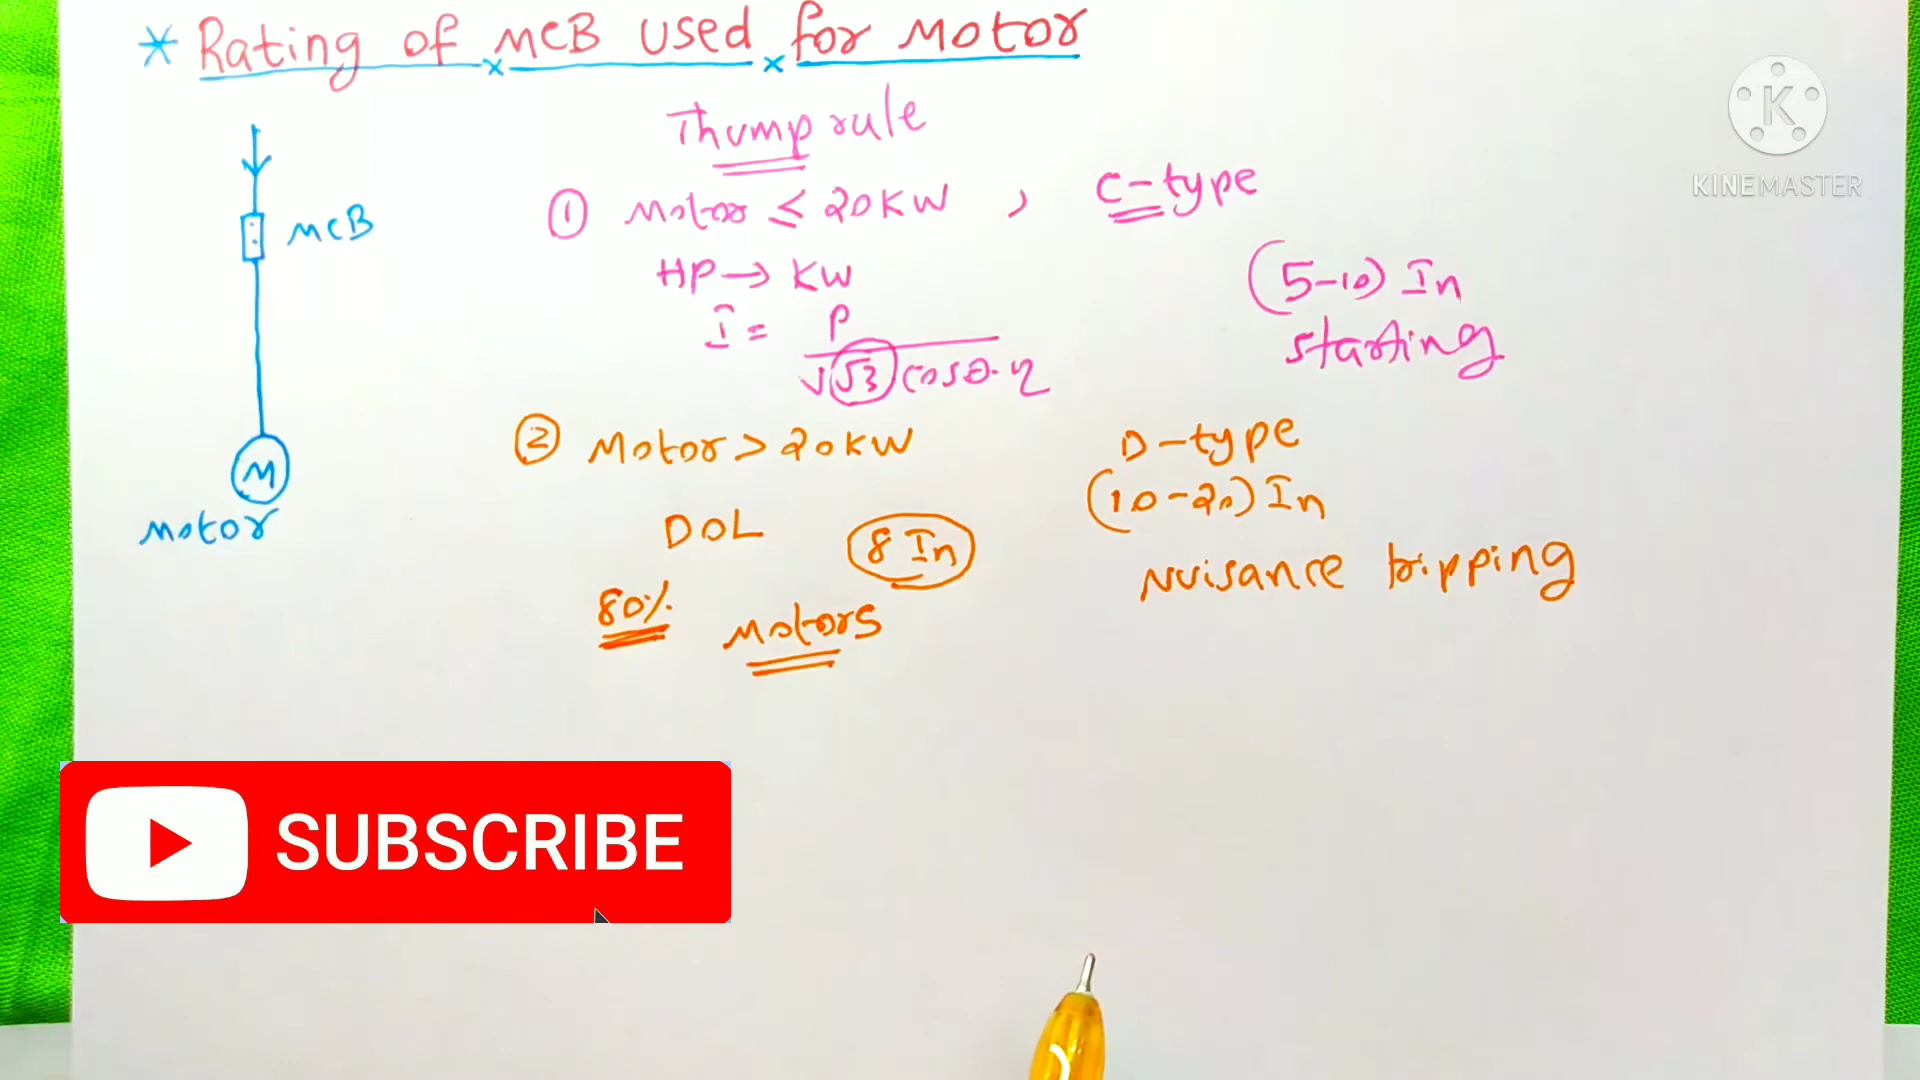 * Rating of MCB used for Motor
Thump rule
① Motor ≤ 20KW , C-type
HP → KW
(5-10) In
starting
I = P / V√3 cosθ.η
MCB
② Motor > 20KW
D-type
(10-20) In
DOL
8 In
Nuisance tripping
80%
Motors
M
Motor
SUBSCRIBE
K
KINEMASTER